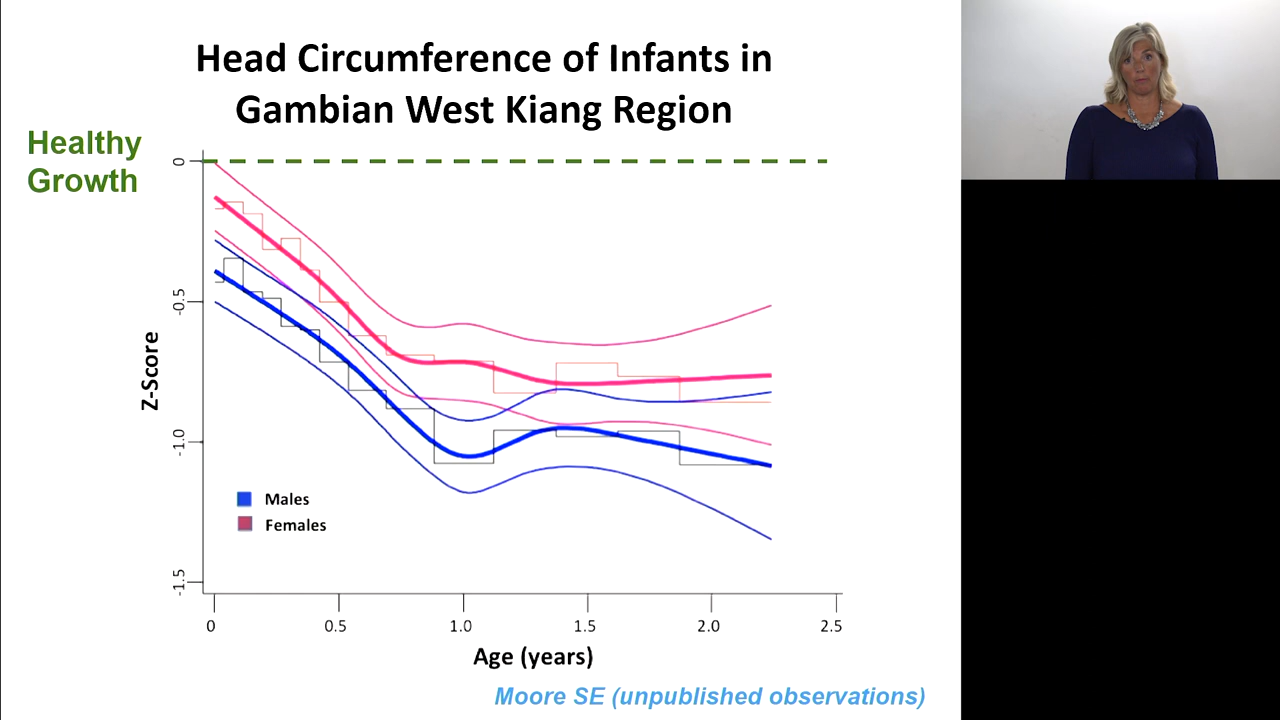 Head Circumference of Infants in
Gambian West Kiang Region
Healthy
Growth
0
-0.5
-1.0
-1.5
Z-Score
Males
Females
0 0.5 1.0 1.5 2.0 2.5
Age (years)
Moore SE (unpublished observations)